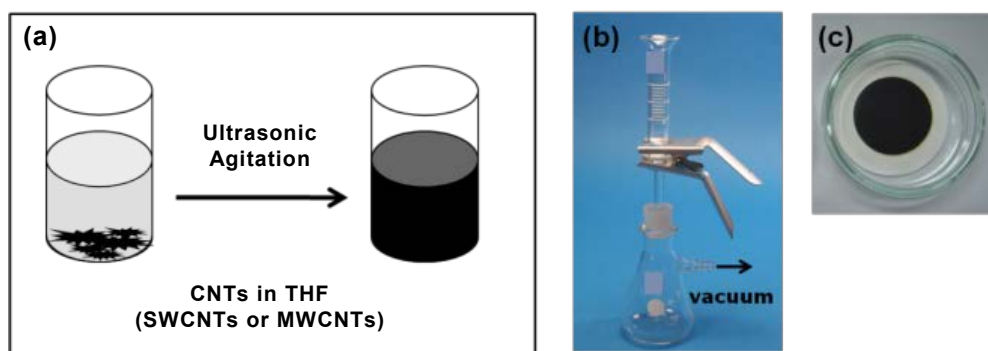 (a)
Ultrasonic
Agitation
CNTs in THF
(SWCNTs or MWCNTs)
(b)
vacuum
(c)